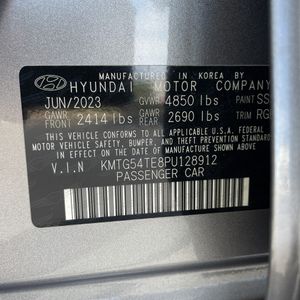 MANUFACTURED IN KOREA BY
HYUNDAI MOTOR COMPANY
JUN/2023 GVWR 4850 lbs PAINT SS
GAWR FRONT 2414 lbs GAWR REAR 2690 lbs TRIM RG
THIS VEHICLE CONFORMS TO ALL APPLICABLE U.S.A.
FEDERAL MOTOR VEHICLE SAFETY, BUMPER, AND THEFT
PREVENTION STANDARDS IN EFFECT ON THE DATE OF
MANUFACTURE SHOWN ABOVE.
V.I.N KMTG54TE8PU128912
PASSENGER CAR